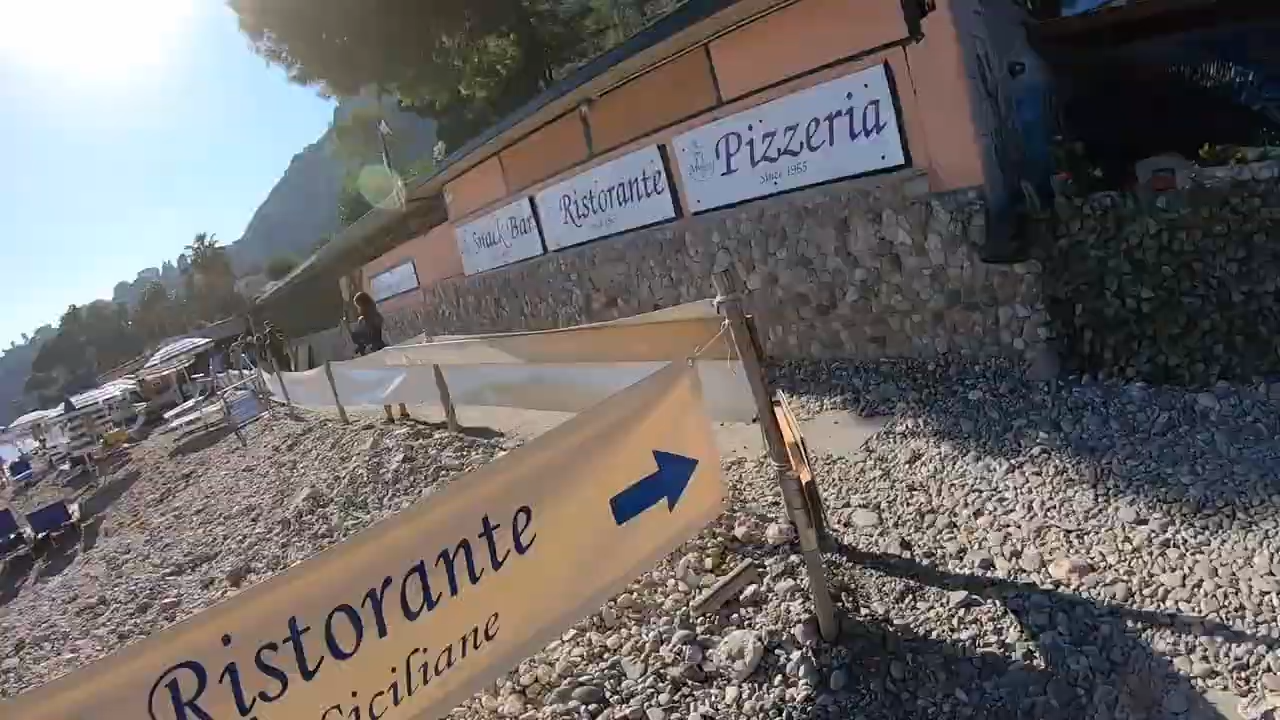 Snack Bar
Ristorante
Pizzeria
Since 1955
Ristorante
Siciliane